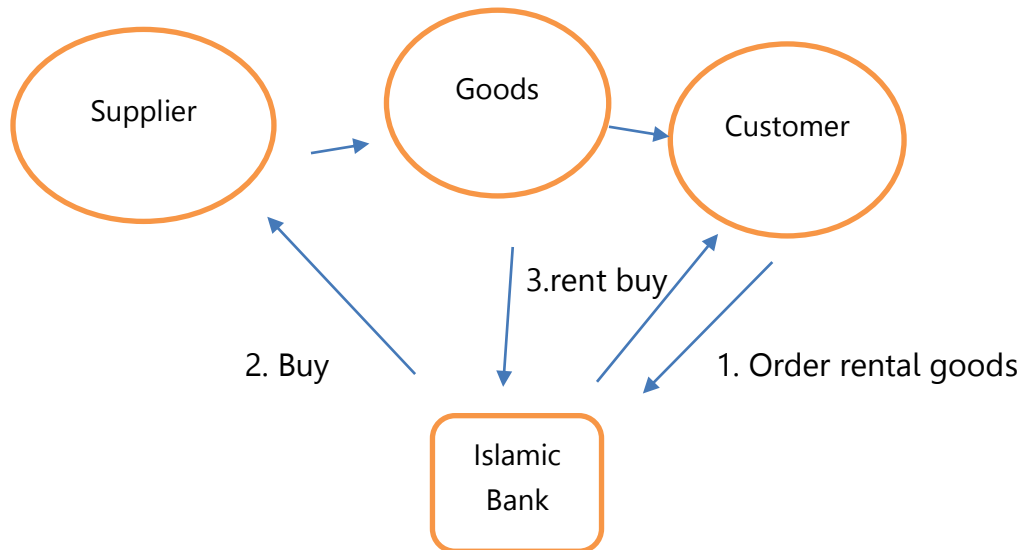 Supplier
Goods
Customer
3.rent buy
2. Buy
1. Order rental goods
Islamic
Bank